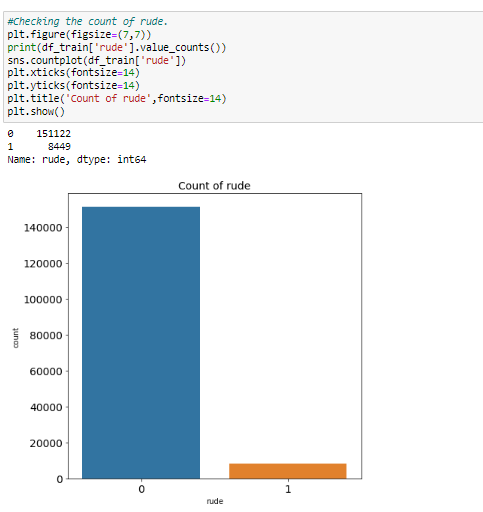 #Checking the count of rude.
plt.figure(figsize=(7,7))
print(df_train['rude'].value_counts())
sns.countplot(df_train['rude'])
plt.xticks(fontsize=14)
plt.yticks(fontsize=14)
plt.title('Count of rude',fontsize=14)
plt.show()
0    151122
1      8449
Name: rude, dtype: int64
Count of rude
140000
120000
100000
80000
60000
40000
20000
0
count
0 1
rude